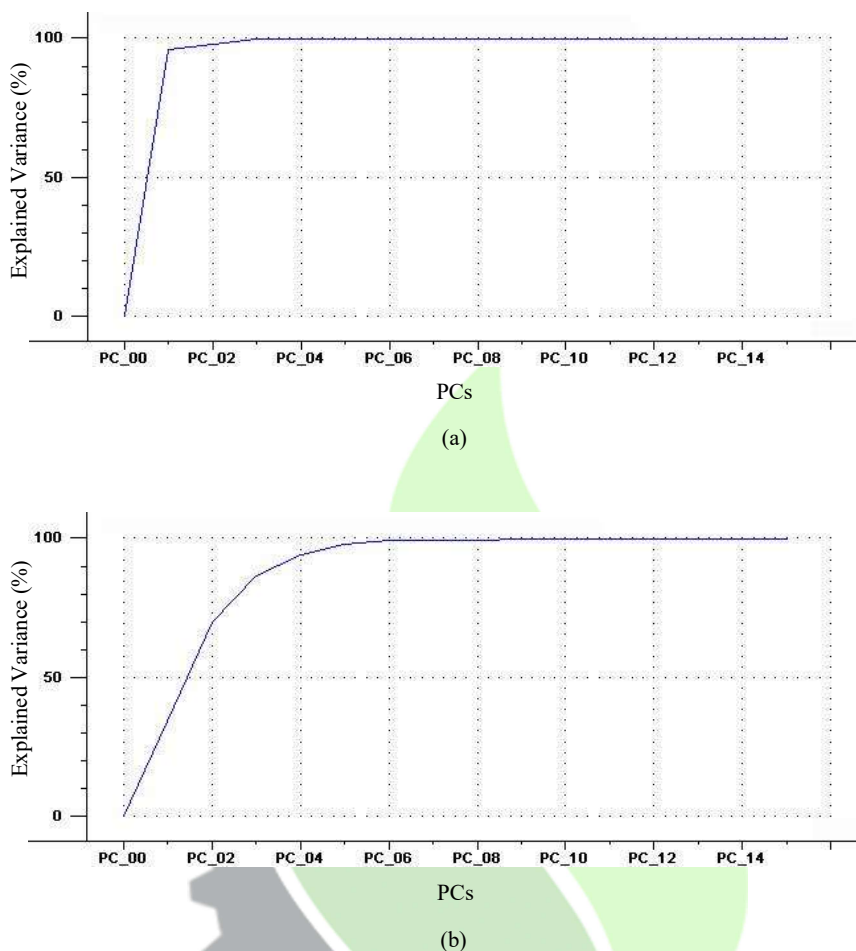 Explained Variance (%)
100
50
0
PC_00 PC_02 PC_04 PC_06 PC_08 PC_10 PC_12 PC_14
PCs
(a)
Explained Variance (%)
100
50
0
PC_00 PC_02 PC_04 PC_06 PC_08 PC_10 PC_12 PC_14
PCs
(b)